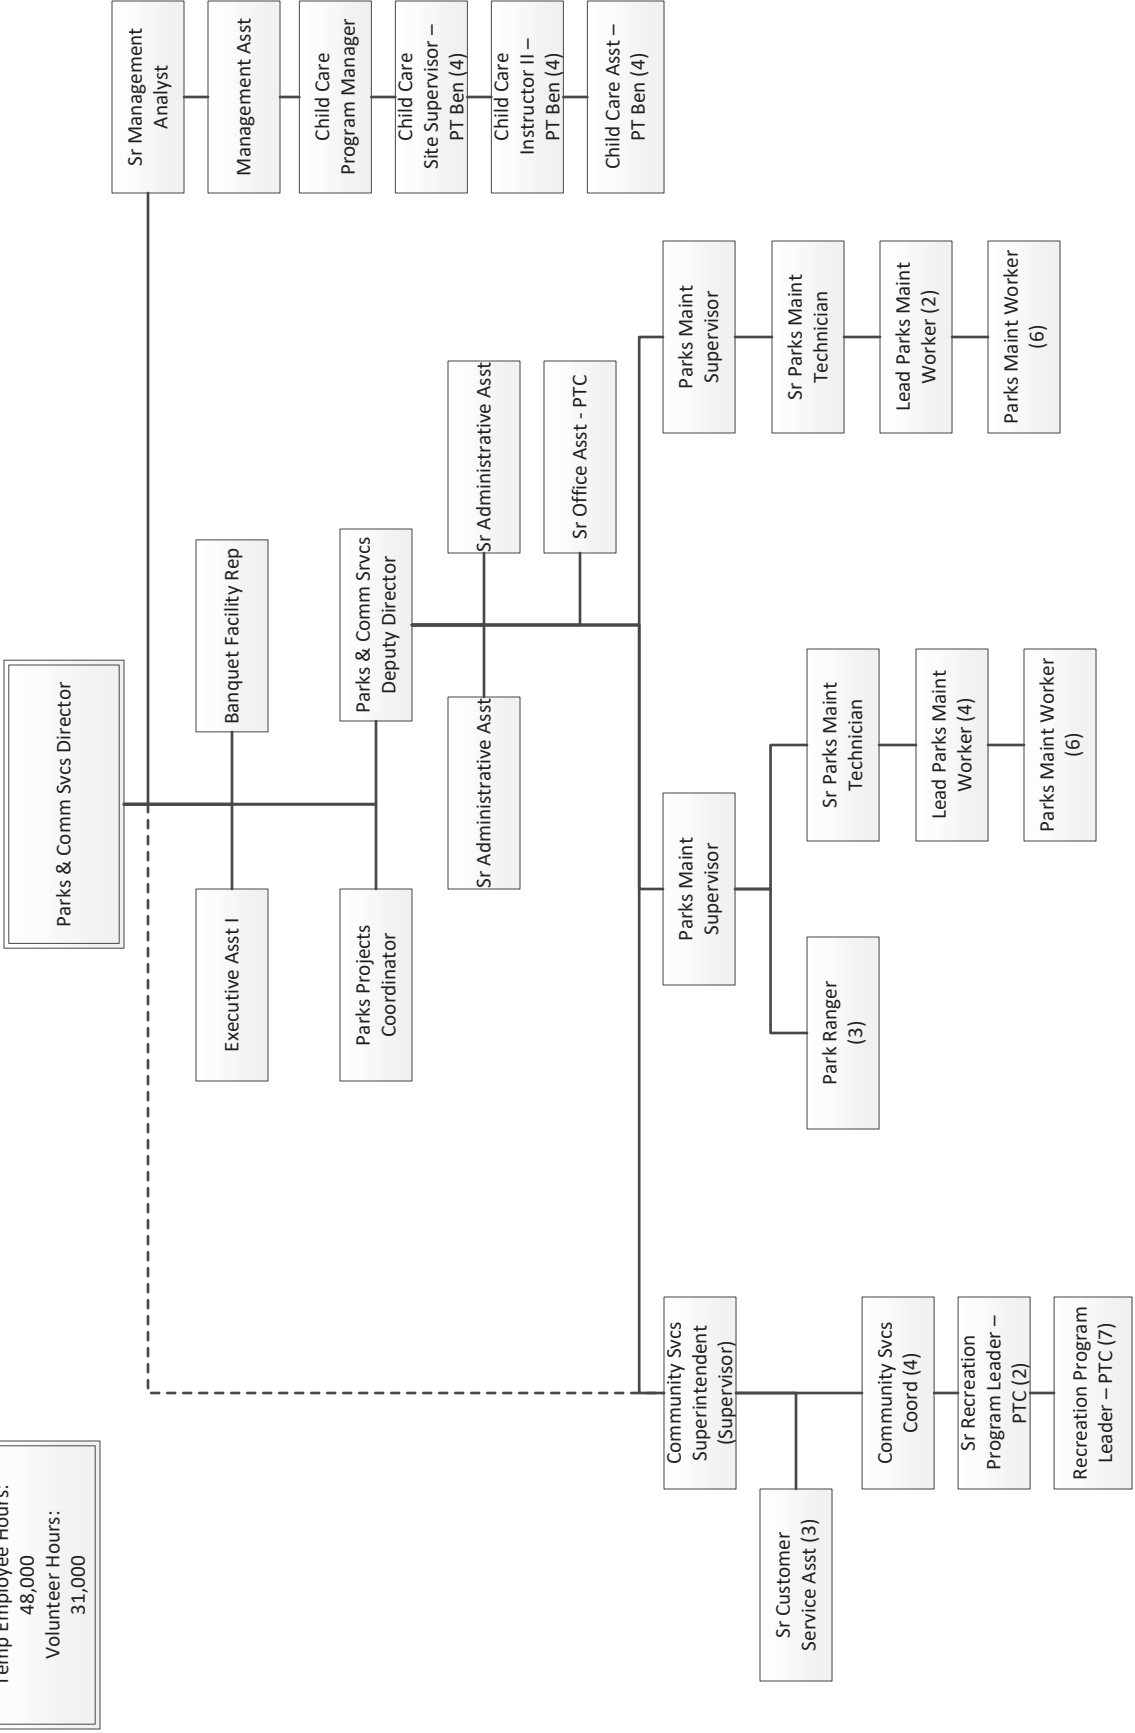 Temp Employee Hours:
48,000
Volunteer Hours:
31,000
Parks & Comm Svcs Director
Sr Management
Analyst
Management Asst
Child Care
Program Manager
Child Care
Site Supervisor –
PT Ben (4)
Child Care
Instructor II –
PT Ben (4)
Child Care Asst –
PT Ben (4)
Executive Asst I
Banquet Facility Rep
Parks Projects
Coordinator
Parks & Comm Srvcs
Deputy Director
Sr Administrative Asst
Sr Administrative Asst
Sr Office Asst - PTC
Community Svcs
Superintendent
(Supervisor)
Sr Customer
Service Asst (3)
Community Svcs
Coord (4)
Sr Recreation
Program Leader –
PTC (2)
Recreation Program
Leader – PTC (7)
Parks Maint
Supervisor
Park Ranger
(3)
Sr Parks Maint
Technician
Lead Parks Maint
Worker (4)
Parks Maint Worker
(6)
Parks Maint
Supervisor
Sr Parks Maint
Technician
Lead Parks Maint
Worker (2)
Parks Maint Worker
(6)